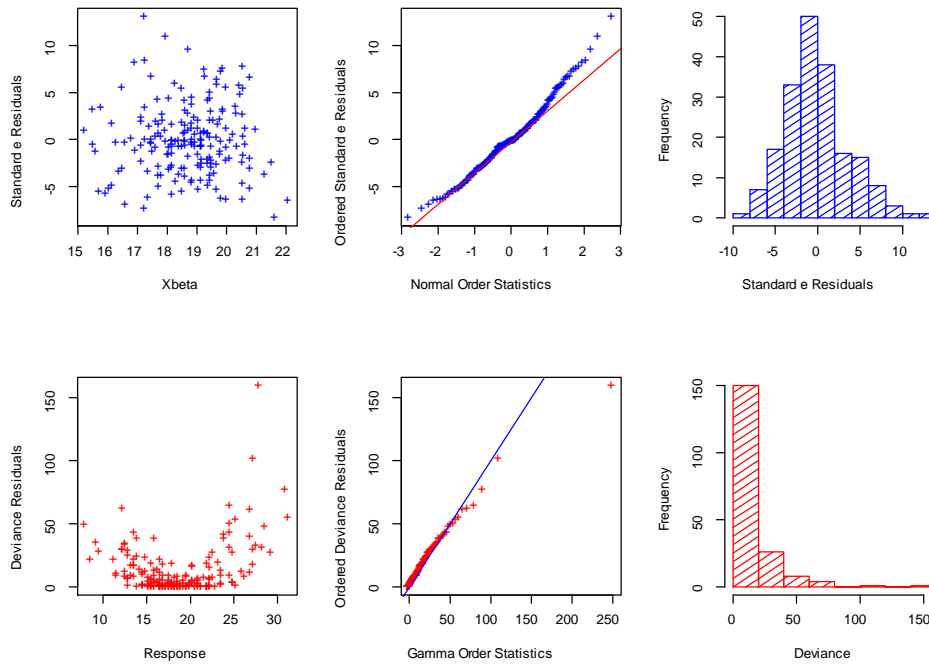 Standard e Residuals
-5 0 5 10
15 16 17 18 19 20 21 22
Xbeta
Ordered Standard e Residuals
-5 0 5 10
-3 -2 -1 0 1 2 3
Normal Order Statistics
Frequency
0 10 20 30 40 50
-10 -5 0 5 10
Standard e Residuals
Deviance Residuals
0 50 100 150
10 15 20 25 30
Response
Ordered Deviance Residuals
0 50 100 150
0 50 100 150 200 250
Gamma Order Statistics
Frequency
0 50 100 150
0 50 100 150
Deviance